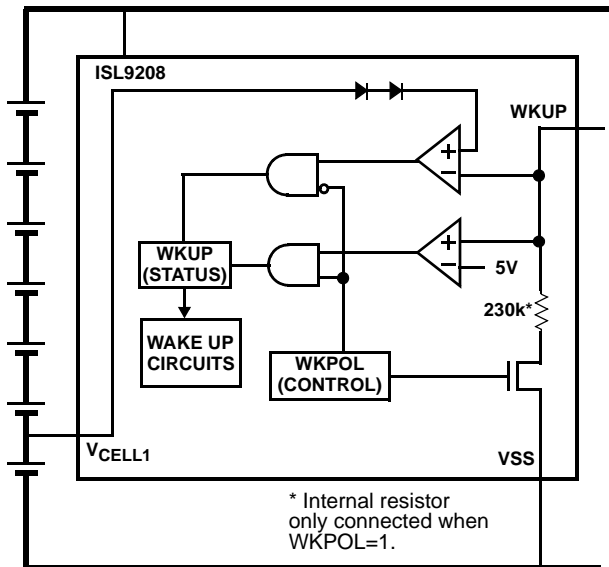 ISL9208
WKUP
+
−
WKUP
(STATUS)
+
−
5V
230k*
WAKE UP
CIRCUITS
WKPOL
(CONTROL)
VCELL1
VSS
* Internal resistor
only connected when
WKPOL=1.